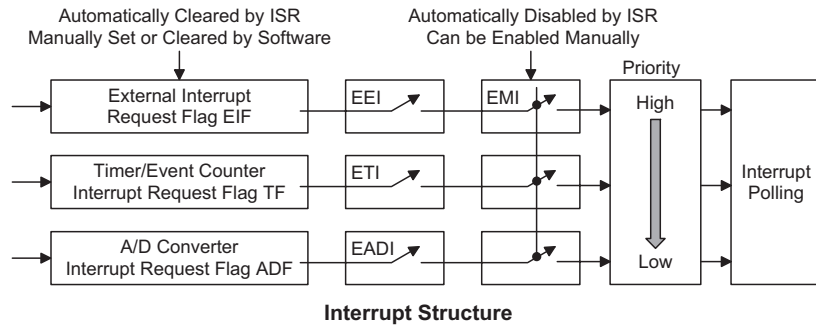 Automatically Cleared by ISR
Manually Set or Cleared by Software
Automatically Disabled by ISR
Can be Enabled Manually
Priority
External Interrupt
Request Flag EIF
EEI
EMI
High
Timer/Event Counter
Interrupt Request Flag TF
ETI
Interrupt
Polling
A/D Converter
Interrupt Request Flag ADF
EADI
Low
Interrupt Structure